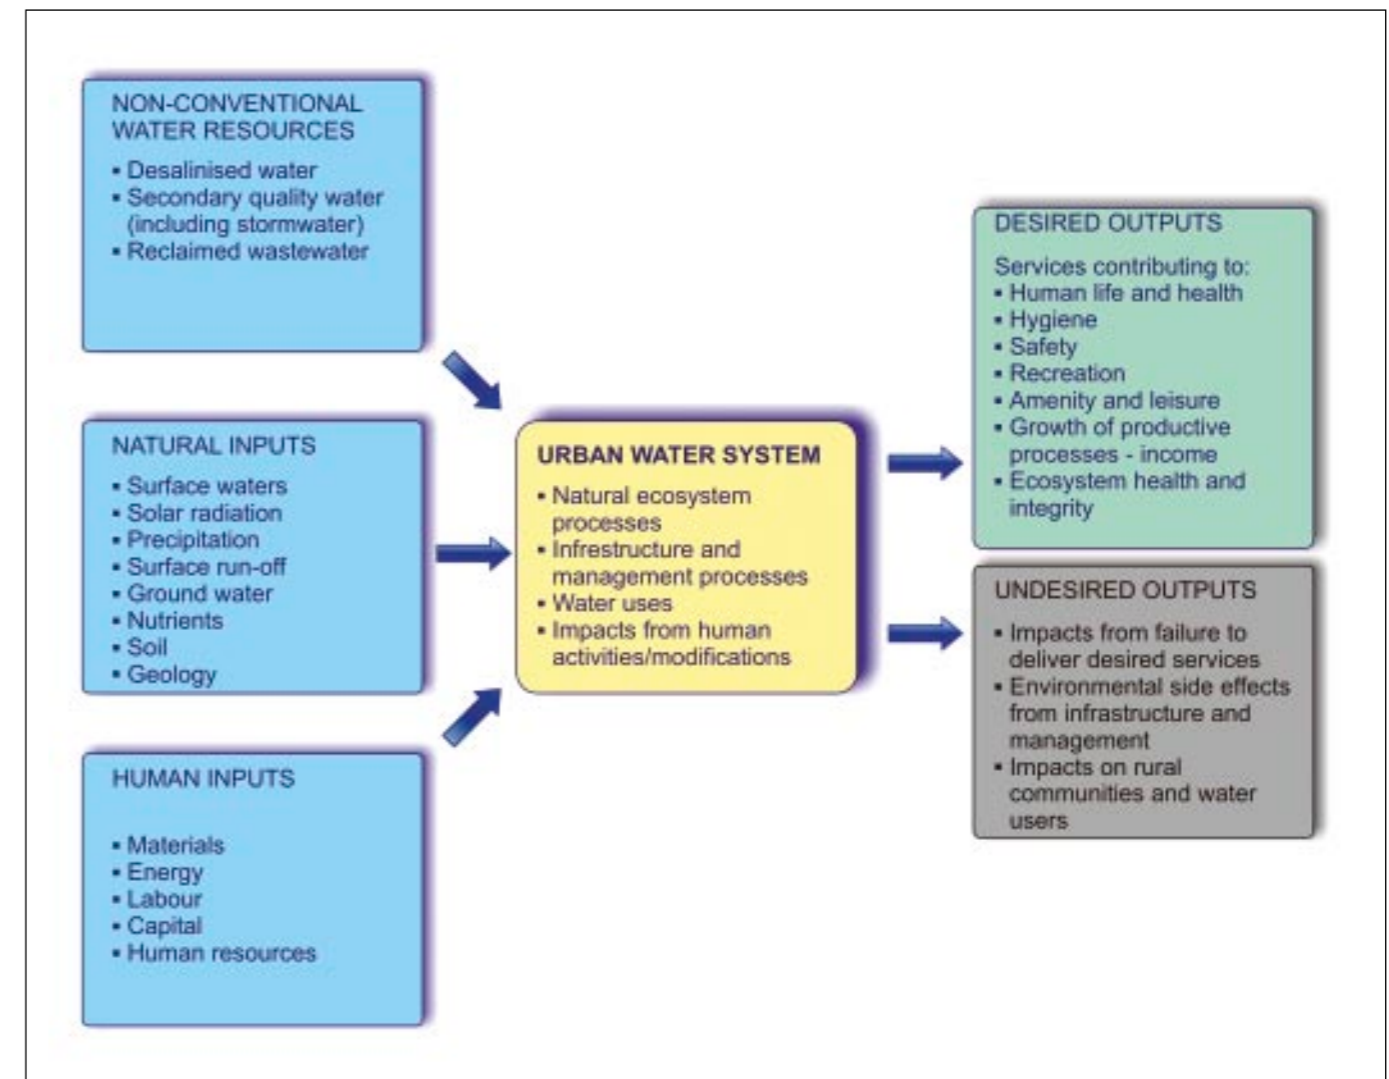 NON-CONVENTIONAL
WATER RESOURCES
▪ Desalinised water
▪ Secondary quality water
(including stormwater)
▪ Reclaimed wastewater
NATURAL INPUTS
▪ Surface waters
▪ Solar radiation
▪ Precipitation
▪ Surface run-off
▪ Ground water
▪ Nutrients
▪ Soil
▪ Geology
HUMAN INPUTS
▪ Materials
▪ Energy
▪ Labour
▪ Capital
▪ Human resources
URBAN WATER SYSTEM
▪ Natural ecosystem
processes
▪ Infrestructure and
management processes
▪ Water uses
▪ Impacts from human
activities/modifications
DESIRED OUTPUTS
Services contributing to:
▪ Human life and health
▪ Hygiene
▪ Safety
▪ Recreation
▪ Amenity and leisure
▪ Growth of productive
processes - income
▪ Ecosystem health and
integrity
UNDESIRED OUTPUTS
▪ Impacts from failure to
deliver desired services
▪ Environmental side effects
from infrastructure and
management
▪ Impacts on rural
communities and water
users